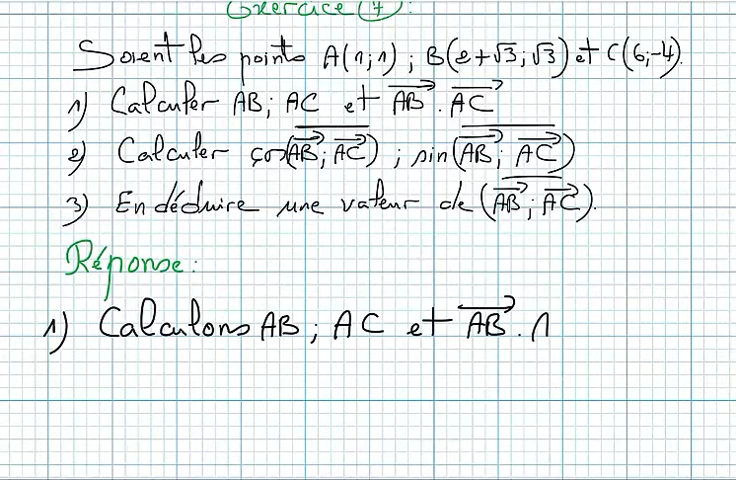 Exercice 7 :
Soient les points A(1;1) ; B(2+√3;√3) et C(6;-4).
1) Calculer AB; AC et AB . AC
2) Calculer cos(AB; AC) ; sin(AB; AC)
3) En déduire une valeur de (AB; AC).
Réponse :
1) Calculons AB ; AC et AB .